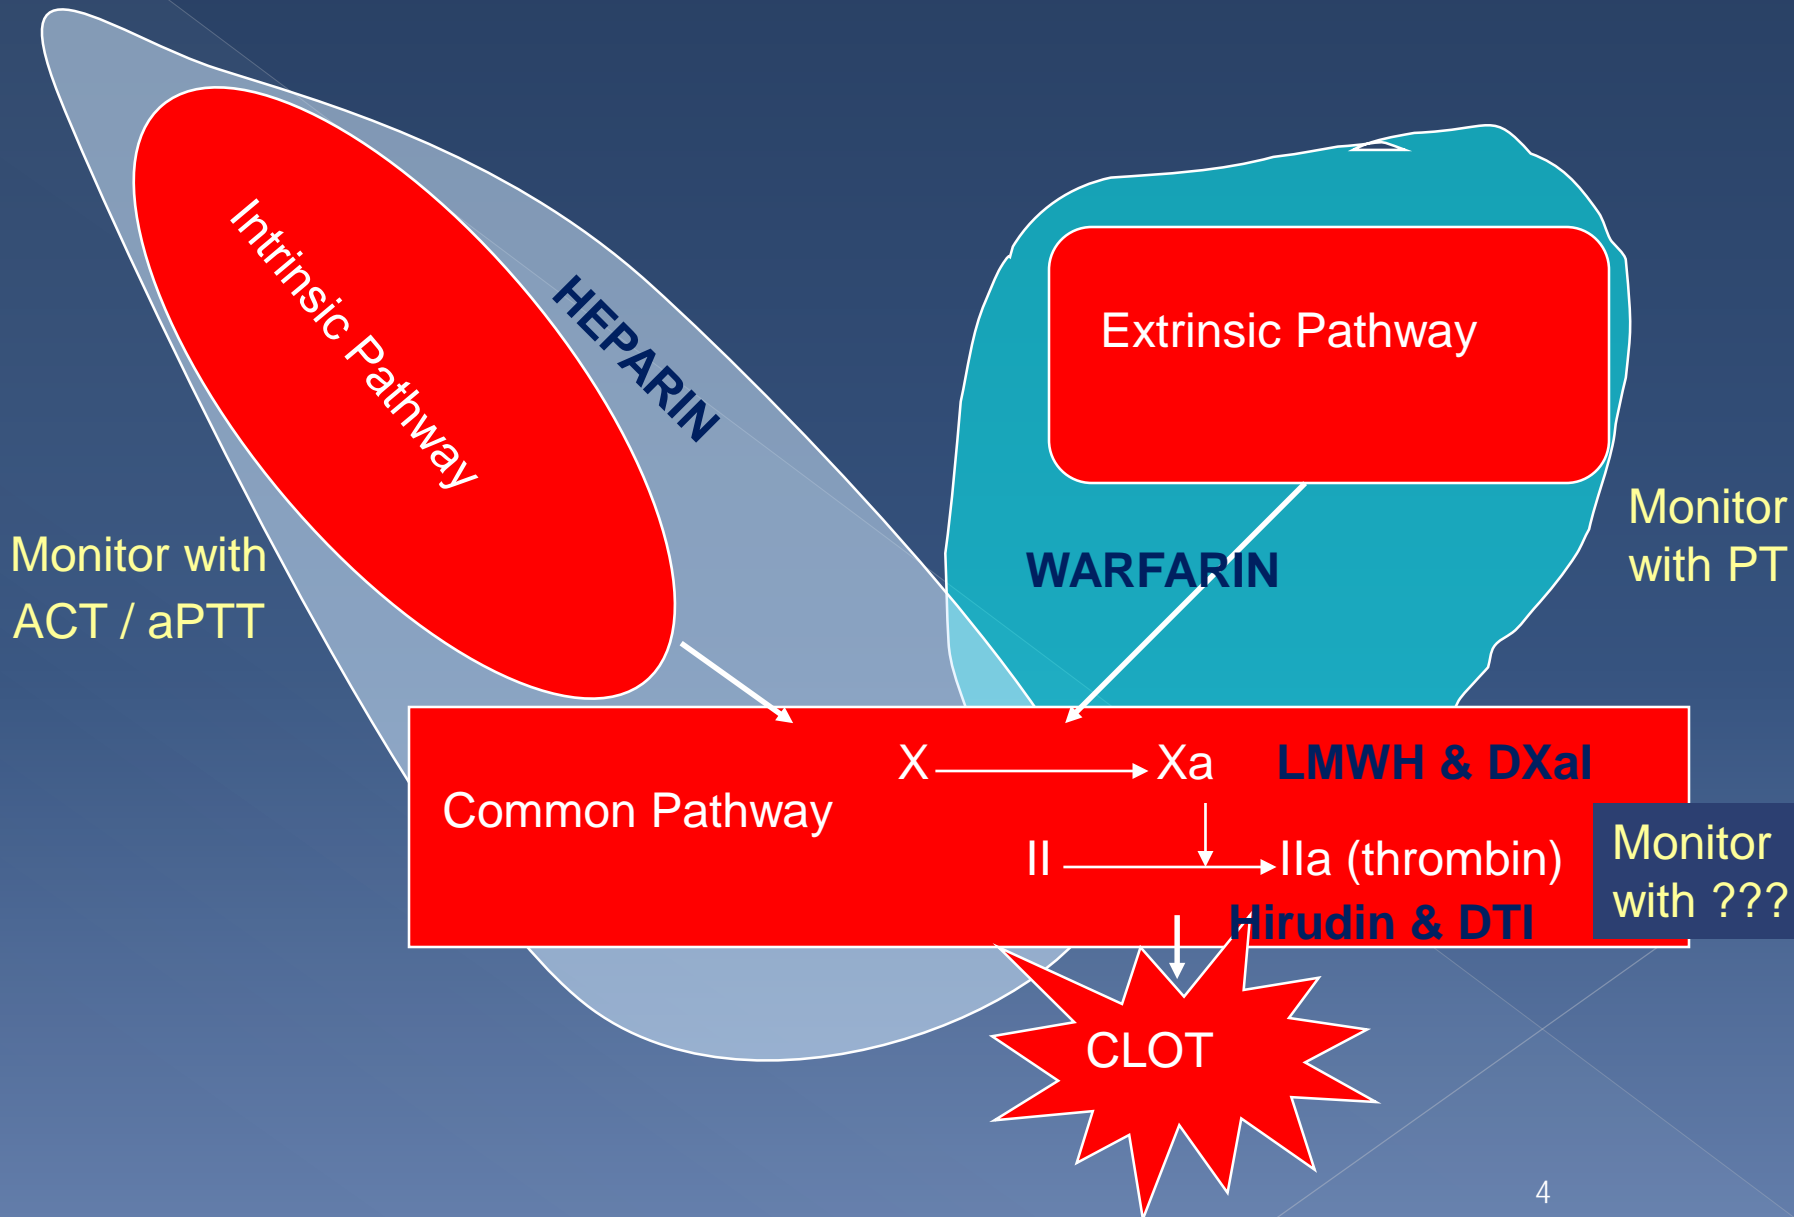 Intrinsic Pathway
HEPARIN
Extrinsic Pathway
Monitor with
ACT / aPTT
WARFARIN
Monitor
with PT
X
Xa
LMWH & DXaI
Common Pathway
II
IIa (thrombin)
Hirudin & DTI
Monitor
with ???
CLOT
4